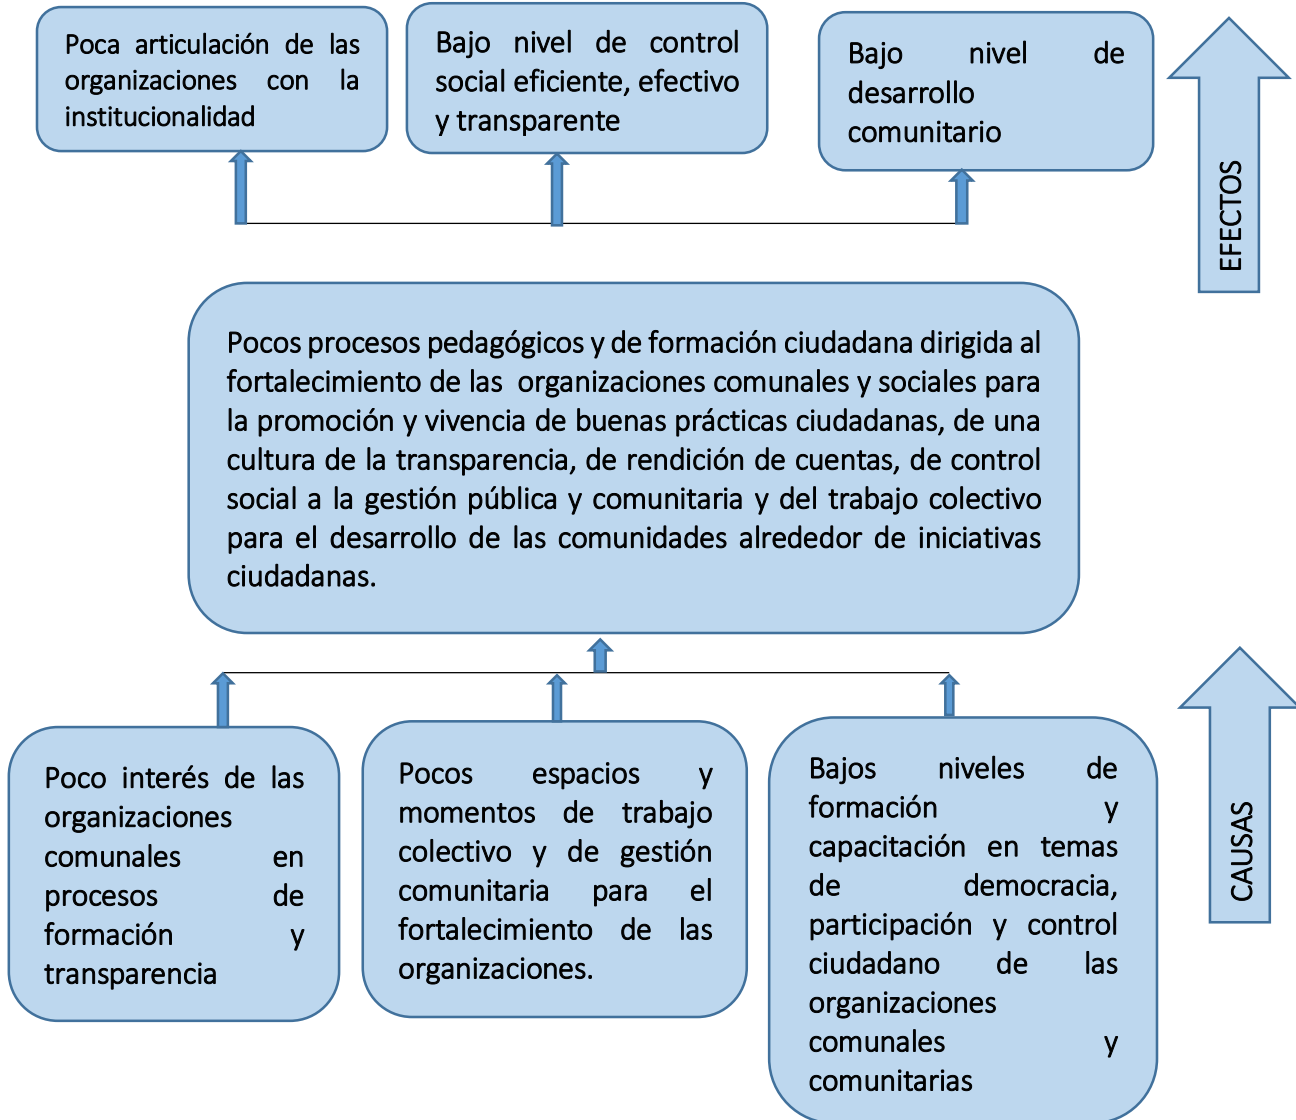 Poca articulación de las
organizaciones con la
institucionalidad
Bajo nivel de control
social eficiente, efectivo
y transparente
Bajo nivel de
desarrollo
comunitario
EFECTOS
Pocos procesos pedagógicos y de formación ciudadana dirigida al
fortalecimiento de las organizaciones comunales y sociales para
la promoción y vivencia de buenas prácticas ciudadanas, de una
cultura de la transparencia, de rendición de cuentas, de control
social a la gestión pública y comunitaria y del trabajo colectivo
para el desarrollo de las comunidades alrededor de iniciativas
ciudadanas.
Poco interés de las
organizaciones
comunales en
procesos de
formación y
transparencia
Pocos espacios y
momentos de trabajo
colectivo y de gestión
comunitaria para el
fortalecimiento de las
organizaciones.
Bajos niveles de
formación y
capacitación en temas
de democracia,
participación y control
ciudadano de las
organizaciones
comunales y
comunitarias
CAUSAS